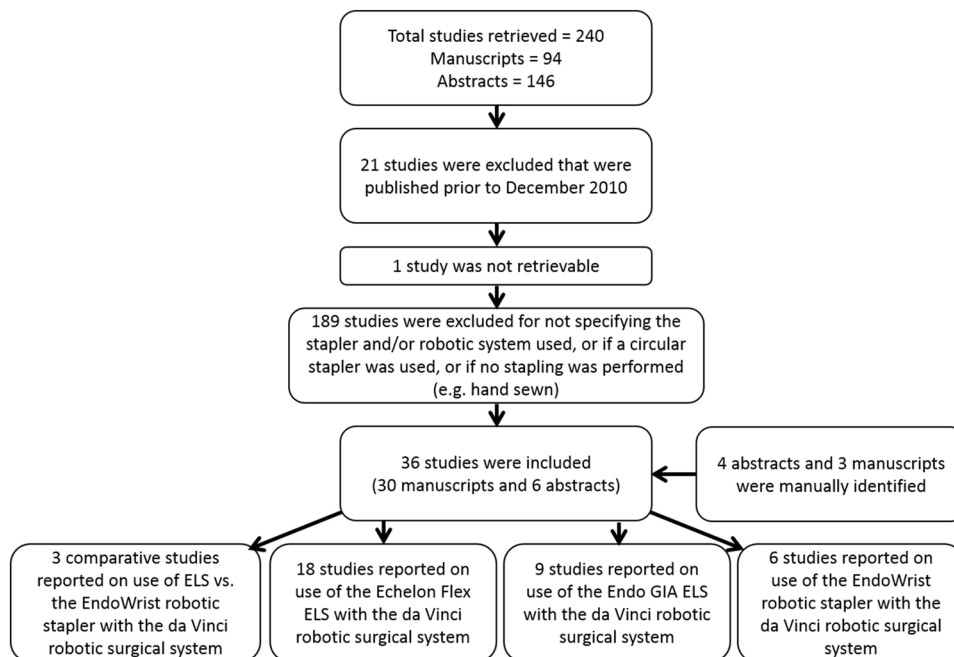 Total studies retrieved = 240
Manuscripts = 94
Abstracts = 146
21 studies were excluded that were
published prior to December 2010
1 study was not retrievable
189 studies were excluded for not specifying the
stapler and/or robotic system used, or if a circular
stapler was used, or if no stapling was performed
(e.g. hand sewn)
36 studies were included
(30 manuscripts and 6 abstracts)
4 abstracts and 3 manuscripts
were manually identified
3 comparative studies
reported on use of ELS vs.
the EndoWrist robotic
stapler with the da Vinci
robotic surgical system
18 studies reported on
use of the Echelon Flex
ELS with the da Vinci
robotic surgical system
9 studies reported on
use of the Endo GIA ELS
with the da Vinci robotic
surgical system
6 studies reported on
use of the EndoWrist
robotic stapler with the
da Vinci robotic surgical
system